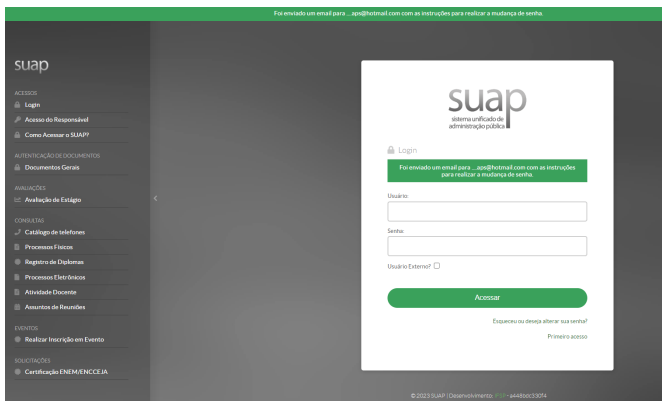 Foi enviado um email para ...aps@hotmail.com com as instruções para realizar a mudança de senha.
suap
ACESSOS
Login
Acesso do Responsável
Como Acessar o SUAP?
AUTENTICAÇÃO DE DOCUMENTOS
Documentos Gerais
AVALIAÇÕES
Avaliação de Estágio
CONSULTAS
Catálogo de telefones
Processos Físicos
Registro de Diplomas
Processos Eletrônicos
Atividade Docente
Assuntos de Reuniões
EVENTOS
Realizar Inscrição em Evento
SOLICITAÇÕES
Certificação ENEM/ENCCEJA
suap
sistema unificado de
administração pública
Login
Foi enviado um email para ...aps@hotmail.com com as instruções
para realizar a mudança de senha.
Usuário:
Senha:
Usuário Externo?
Acessar
Esqueceu ou deseja alterar sua senha?
Primeiro acesso
© 2023 SUAP | Desenvolvimento: